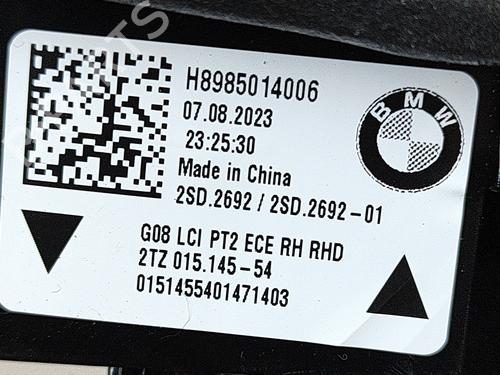 H8985014006
07.08.2023
23:25:30
Made in China
2SD.2692 / 2SD.2692-01
BMW
G08 LCI PT2 ECE RH RHD
2TZ 015.145-54
0151455401471403